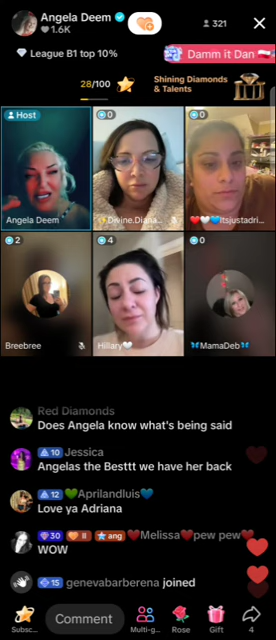 Angela Deem
1.6K
321
League B1 top 10%
Damm it Dan
28/100
Shining Diamonds
& Talents
Host
0
0
Angela Deem
Divine.Diana...
itsjustadri...
2
4
0
Breebree
Hillary
MamaDeb
Red Diamonds
Does Angela know what's being said
10 Jessica
Angelas the Besttt we have her back
12 Aprilandluis
Love ya Adriana
30 II ang Melissa pew pew
WOW
15 genevabarberena joined
Subsc...
Comment
Multi-g...
Rose
Gift